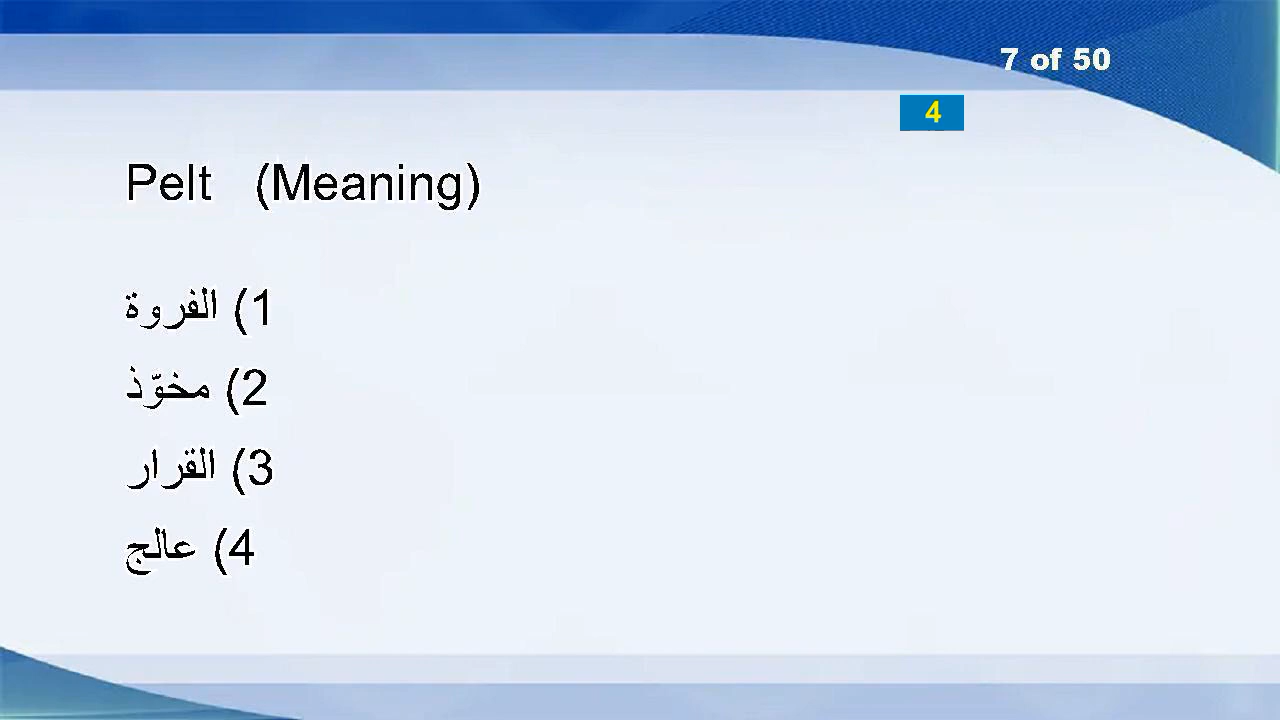 7 of 50
4
Pelt (Meaning)
1) الفروة
2) مخوّذ
3) القرار
4) عالج